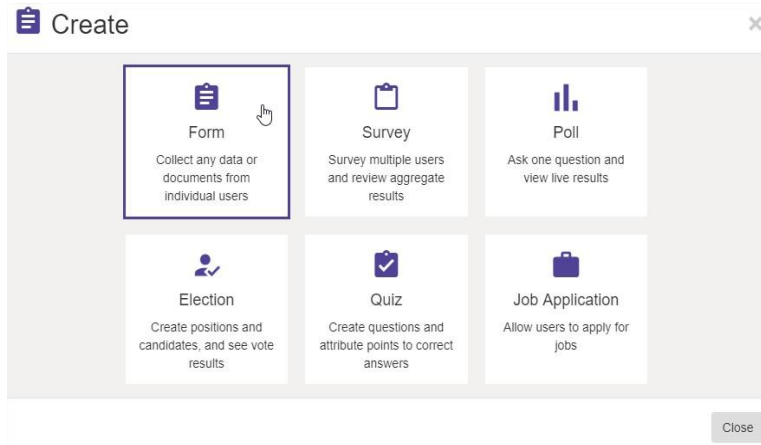 Create
Form
Collect any data or
documents from
individual users
Survey
Survey multiple users
and review aggregate
results
Poll
Ask one question and
view live results
Election
Create positions and
candidates, and see vote
results
Quiz
Create questions and
attribute points to correct
answers
Job Application
Allow users to apply for
jobs
Close